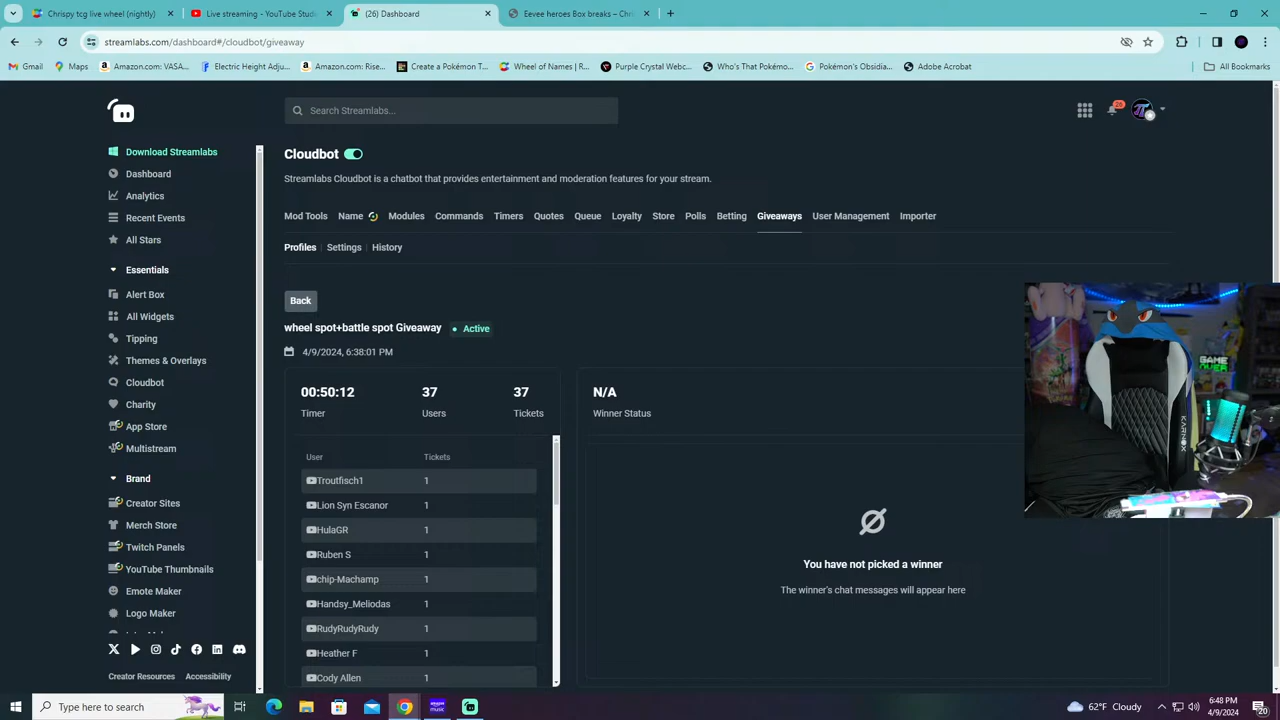 Chrispy tcg live wheel (nightly)
Live streaming - YouTube Stud
(26) Dashboard
Eevee heroes Box breaks – Chri
streamlabs.com/dashboard#/cloudbot/giveaway
Gmail
Maps
Amazon.com: VASA...
Electric Height Adju...
Amazon.com: Rise...
Create a Pokémon T...
Wheel of Names | R...
Purple Crystal Webc...
Who's That Pokémo...
Pokémon's Obsidia...
Adobe Acrobat
All Bookmarks
Search Streamlabs...
26
Download Streamlabs
Dashboard
Analytics
Recent Events
All Stars
Essentials
Alert Box
All Widgets
Tipping
Themes & Overlays
Cloudbot
Charity
App Store
Multistream
Brand
Creator Sites
Merch Store
Twitch Panels
YouTube Thumbnails
Emote Maker
Logo Maker
Creator Resources
Accessibility
Cloudbot
Streamlabs Cloudbot is a chatbot that provides entertainment and moderation features for your stream.
Mod Tools
Name
Modules
Commands
Timers
Quotes
Queue
Loyalty
Store
Polls
Betting
Giveaways
User Management
Importer
Profiles
Settings
History
Back
wheel spot+battle spot Giveaway
Active
4/9/2024, 6:38:01 PM
00:50:12
37
37
Timer
Users
Tickets
User
Tickets
Troutfisch1 1
Lion Syn Escanor 1
HulaGR 1
Ruben S 1
chip-Machamp 1
Handsy_Meliodas 1
RudyRudyRudy 1
Heather F 1
Cody Allen 1
N/A
Winner Status
You have not picked a winner
The winner's chat messages will appear here
GAME
OVER
KARNOX
Type here to search
music
62°F Cloudy
6:48 PM
4/9/2024
20